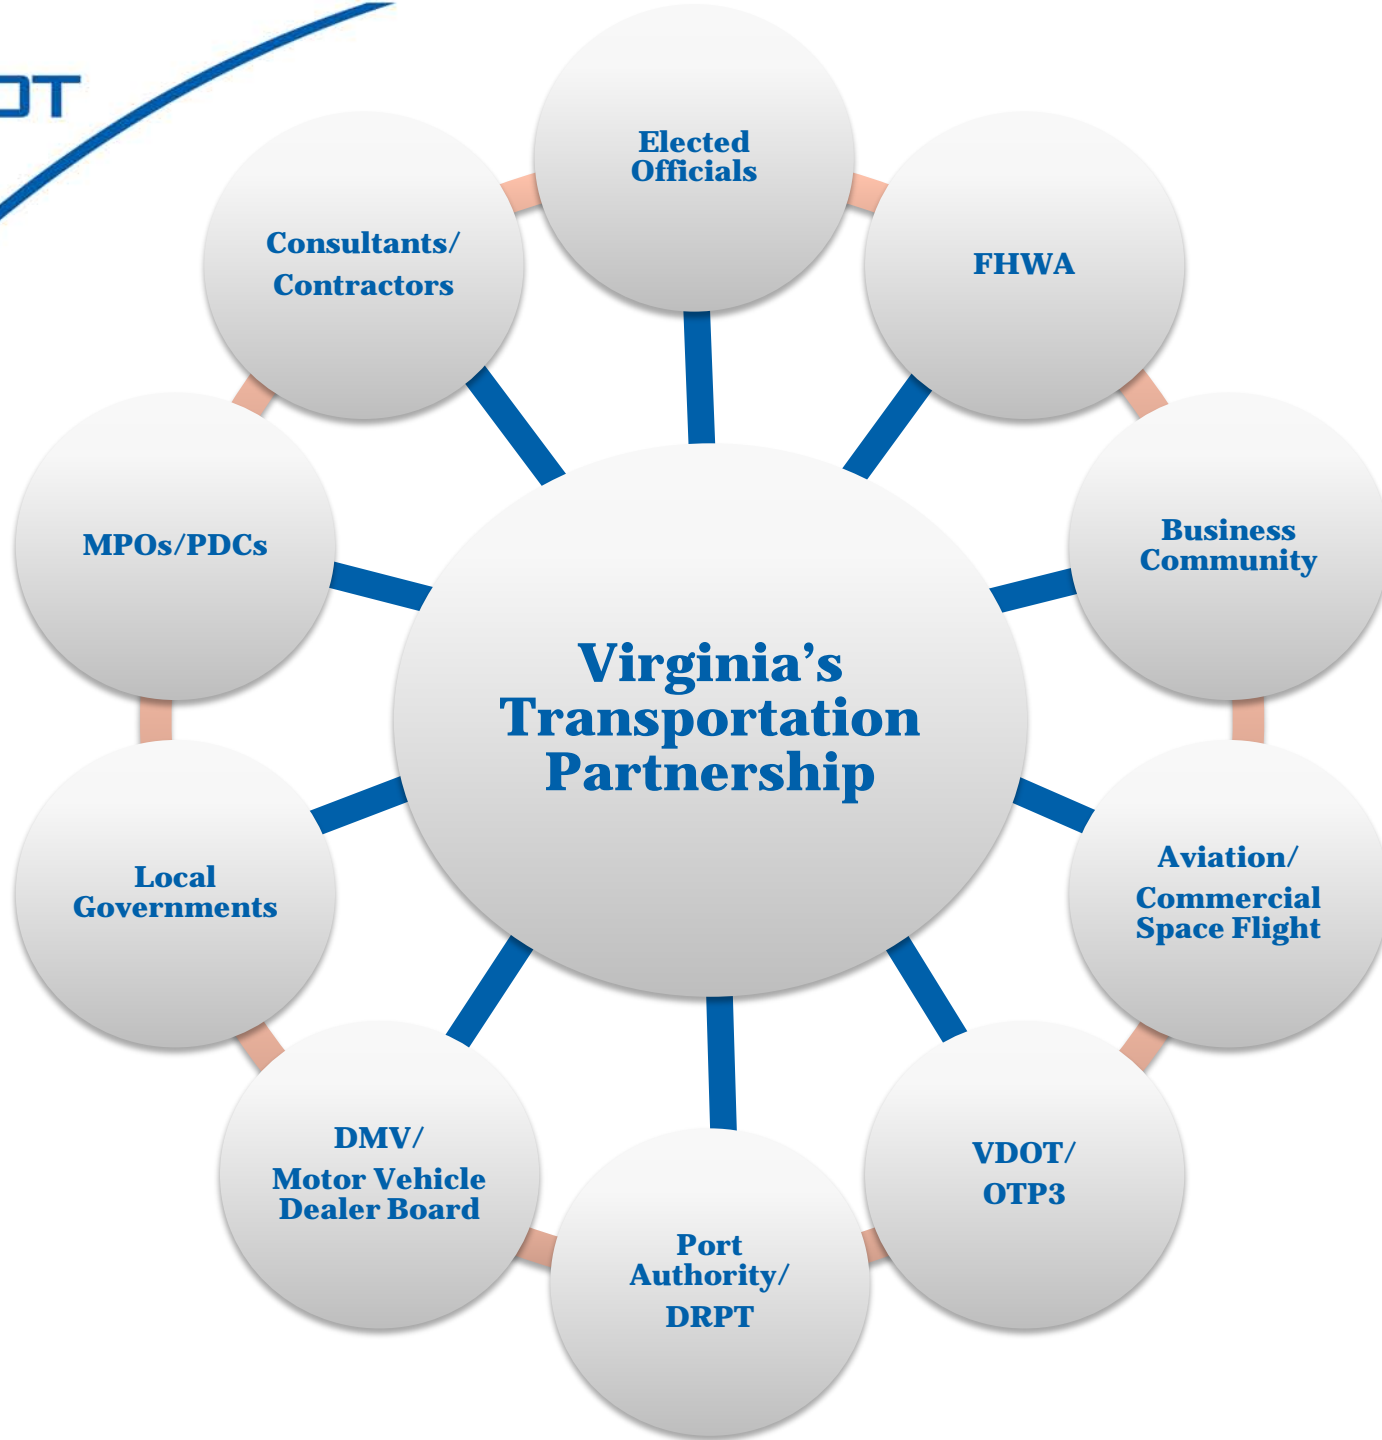 OT
Elected
Officials
FHWA
Business
Community
Aviation/
Commercial
Space Flight
VDOT/
OTP3
Port
Authority/
DRPT
DMV/
Motor Vehicle
Dealer Board
Local
Governments
MPOs/PDCs
Consultants/
Contractors
Virginia’s
Transportation
Partnership